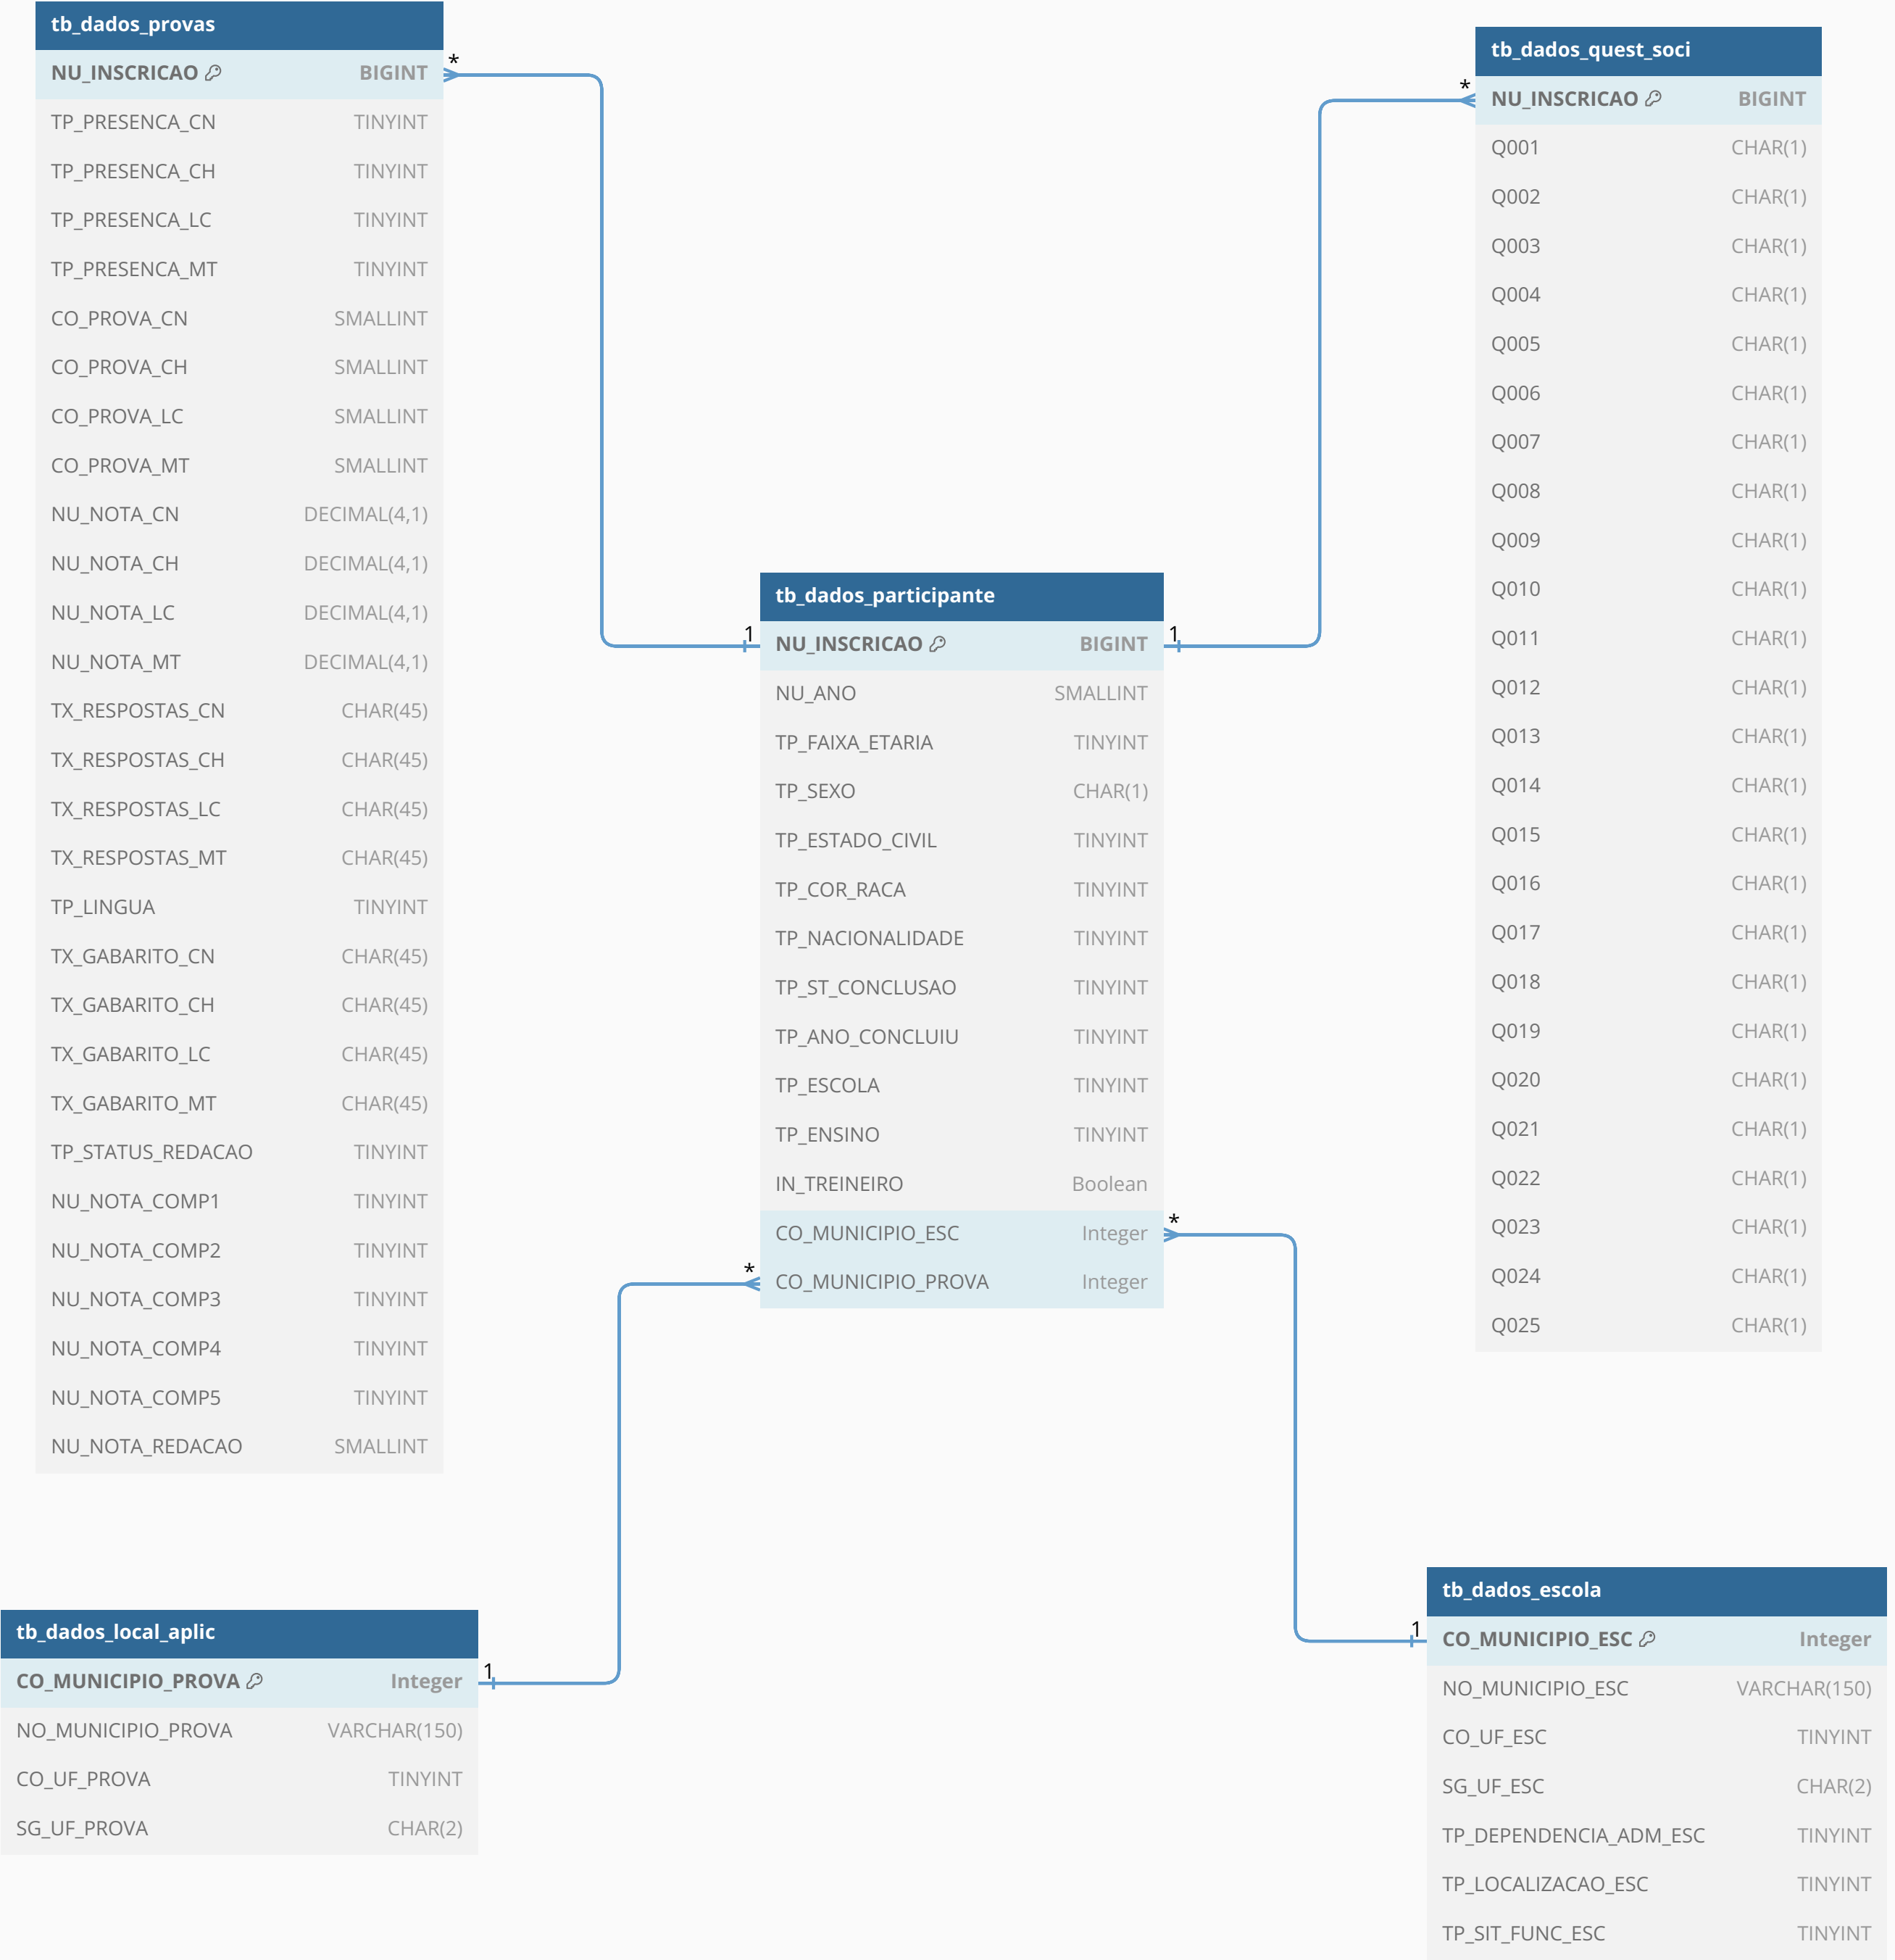 tb_dados_provas
NU_INSCRICAO BIGINT
TP_PRESENCA_CN TINYINT
TP_PRESENCA_CH TINYINT
TP_PRESENCA_LC TINYINT
TP_PRESENCA_MT TINYINT
CO_PROVA_CN SMALLINT
CO_PROVA_CH SMALLINT
CO_PROVA_LC SMALLINT
CO_PROVA_MT SMALLINT
NU_NOTA_CN DECIMAL(4,1)
NU_NOTA_CH DECIMAL(4,1)
NU_NOTA_LC DECIMAL(4,1)
NU_NOTA_MT DECIMAL(4,1)
TX_RESPOSTAS_CN CHAR(45)
TX_RESPOSTAS_CH CHAR(45)
TX_RESPOSTAS_LC CHAR(45)
TX_RESPOSTAS_MT CHAR(45)
TP_LINGUA TINYINT
TX_GABARITO_CN CHAR(45)
TX_GABARITO_CH CHAR(45)
TX_GABARITO_LC CHAR(45)
TX_GABARITO_MT CHAR(45)
TP_STATUS_REDACAO TINYINT
NU_NOTA_COMP1 TINYINT
NU_NOTA_COMP2 TINYINT
NU_NOTA_COMP3 TINYINT
NU_NOTA_COMP4 TINYINT
NU_NOTA_COMP5 TINYINT
NU_NOTA_REDACAO SMALLINT
*
1
tb_dados_participante
NU_INSCRICAO BIGINT
NU_ANO SMALLINT
TP_FAIXA_ETARIA TINYINT
TP_SEXO CHAR(1)
TP_ESTADO_CIVIL TINYINT
TP_COR_RACA TINYINT
TP_NACIONALIDADE TINYINT
TP_ST_CONCLUSAO TINYINT
TP_ANO_CONCLUIU TINYINT
TP_ESCOLA TINYINT
TP_ENSINO TINYINT
IN_TREINEIRO Boolean
CO_MUNICIPIO_ESC Integer
CO_MUNICIPIO_PROVA Integer
1
*
*
*
tb_dados_quest_soci
NU_INSCRICAO BIGINT
Q001 CHAR(1)
Q002 CHAR(1)
Q003 CHAR(1)
Q004 CHAR(1)
Q005 CHAR(1)
Q006 CHAR(1)
Q007 CHAR(1)
Q008 CHAR(1)
Q009 CHAR(1)
Q010 CHAR(1)
Q011 CHAR(1)
Q012 CHAR(1)
Q013 CHAR(1)
Q014 CHAR(1)
Q015 CHAR(1)
Q016 CHAR(1)
Q017 CHAR(1)
Q018 CHAR(1)
Q019 CHAR(1)
Q020 CHAR(1)
Q021 CHAR(1)
Q022 CHAR(1)
Q023 CHAR(1)
Q024 CHAR(1)
Q025 CHAR(1)
tb_dados_local_aplic
CO_MUNICIPIO_PROVA Integer
NO_MUNICIPIO_PROVA VARCHAR(150)
CO_UF_PROVA TINYINT
SG_UF_PROVA CHAR(2)
1
1
tb_dados_escola
CO_MUNICIPIO_ESC Integer
NO_MUNICIPIO_ESC VARCHAR(150)
CO_UF_ESC TINYINT
SG_UF_ESC CHAR(2)
TP_DEPENDENCIA_ADM_ESC TINYINT
TP_LOCALIZACAO_ESC TINYINT
TP_SIT_FUNC_ESC TINYINT